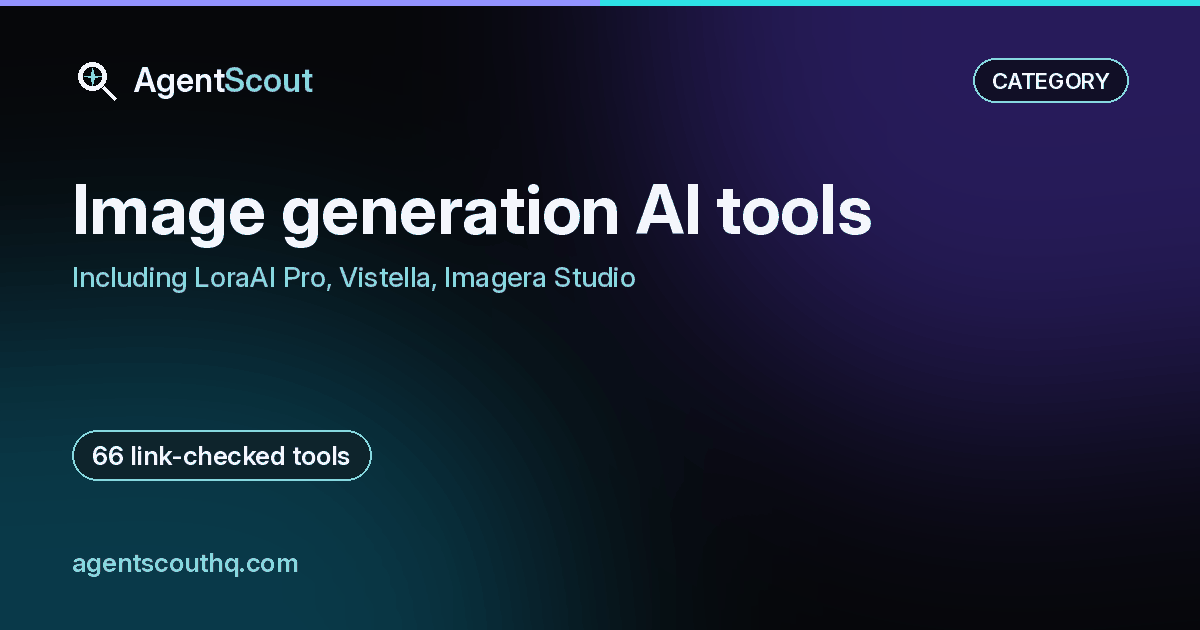 AgentScout
CATEGORY
Image generation AI tools
Including LoraAI Pro, Vistella, Imagera Studio
66 link-checked tools
agentscouthq.com